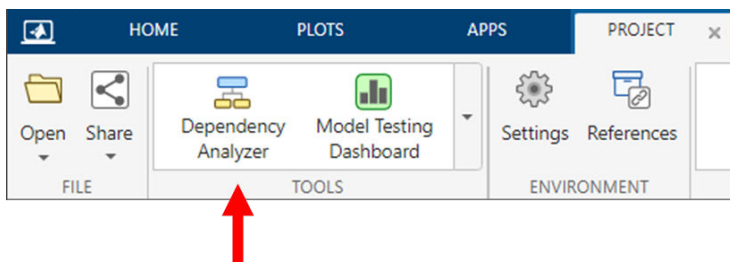 HOME PLOTS APPS PROJECT
Open Share Dependency Analyzer Model Testing Dashboard Settings References
FILE TOOLS ENVIRONMENT